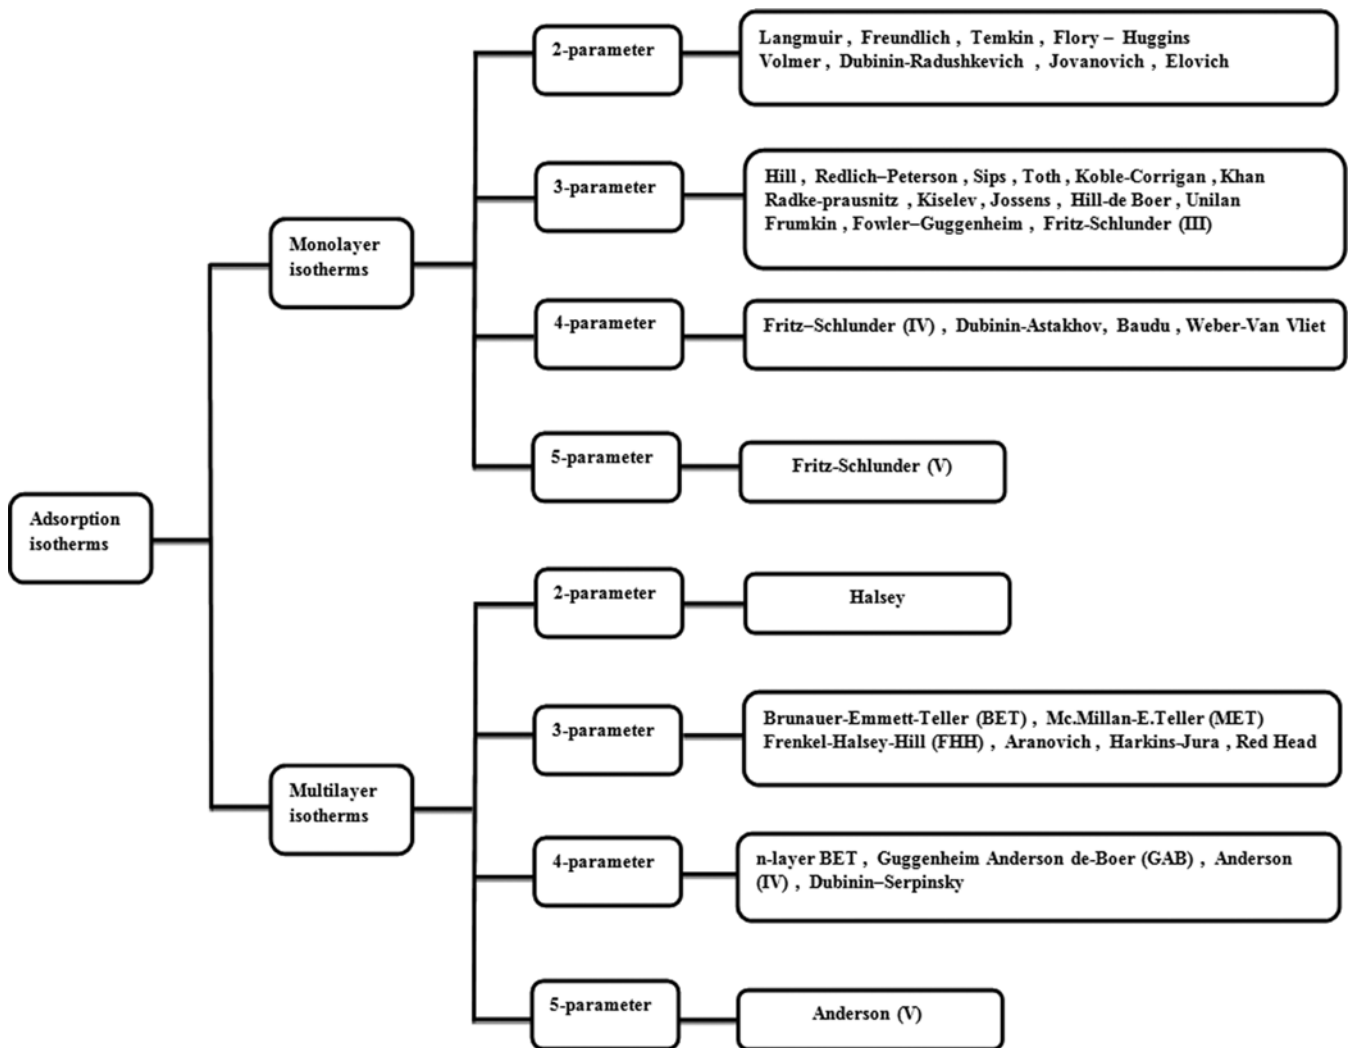 Adsorption
isotherms
Monolayer
isotherms
2-parameter
Langmuir , Freundlich , Temkin , Flory – Huggins
Volmer , Dubinin-Radushkevich , Jovanovich , Elovich
3-parameter
Hill , Redlich–Peterson , Sips , Toth , Koble-Corrigan , Khan
Radke-prausnitz , Kiselev , Jossens , Hill-de Boer , Unilan
Frumkin , Fowler–Guggenheim , Fritz-Schlunder (III)
4-parameter
Fritz–Schlunder (IV) , Dubinin-Astakhov, Baudu , Weber-Van Vliet
5-parameter
Fritz-Schlunder (V)
Multilayer
isotherms
2-parameter
Halsey
3-parameter
Brunauer-Emmett-Teller (BET) , Mc.Millan-E.Teller (MET)
Frenkel-Halsey-Hill (FHH) , Aranovich , Harkins-Jura , Red Head
4-parameter
n-layer BET , Guggenheim Anderson de-Boer (GAB) , Anderson
(IV) , Dubinin–Serpinsky
5-parameter
Anderson (V)